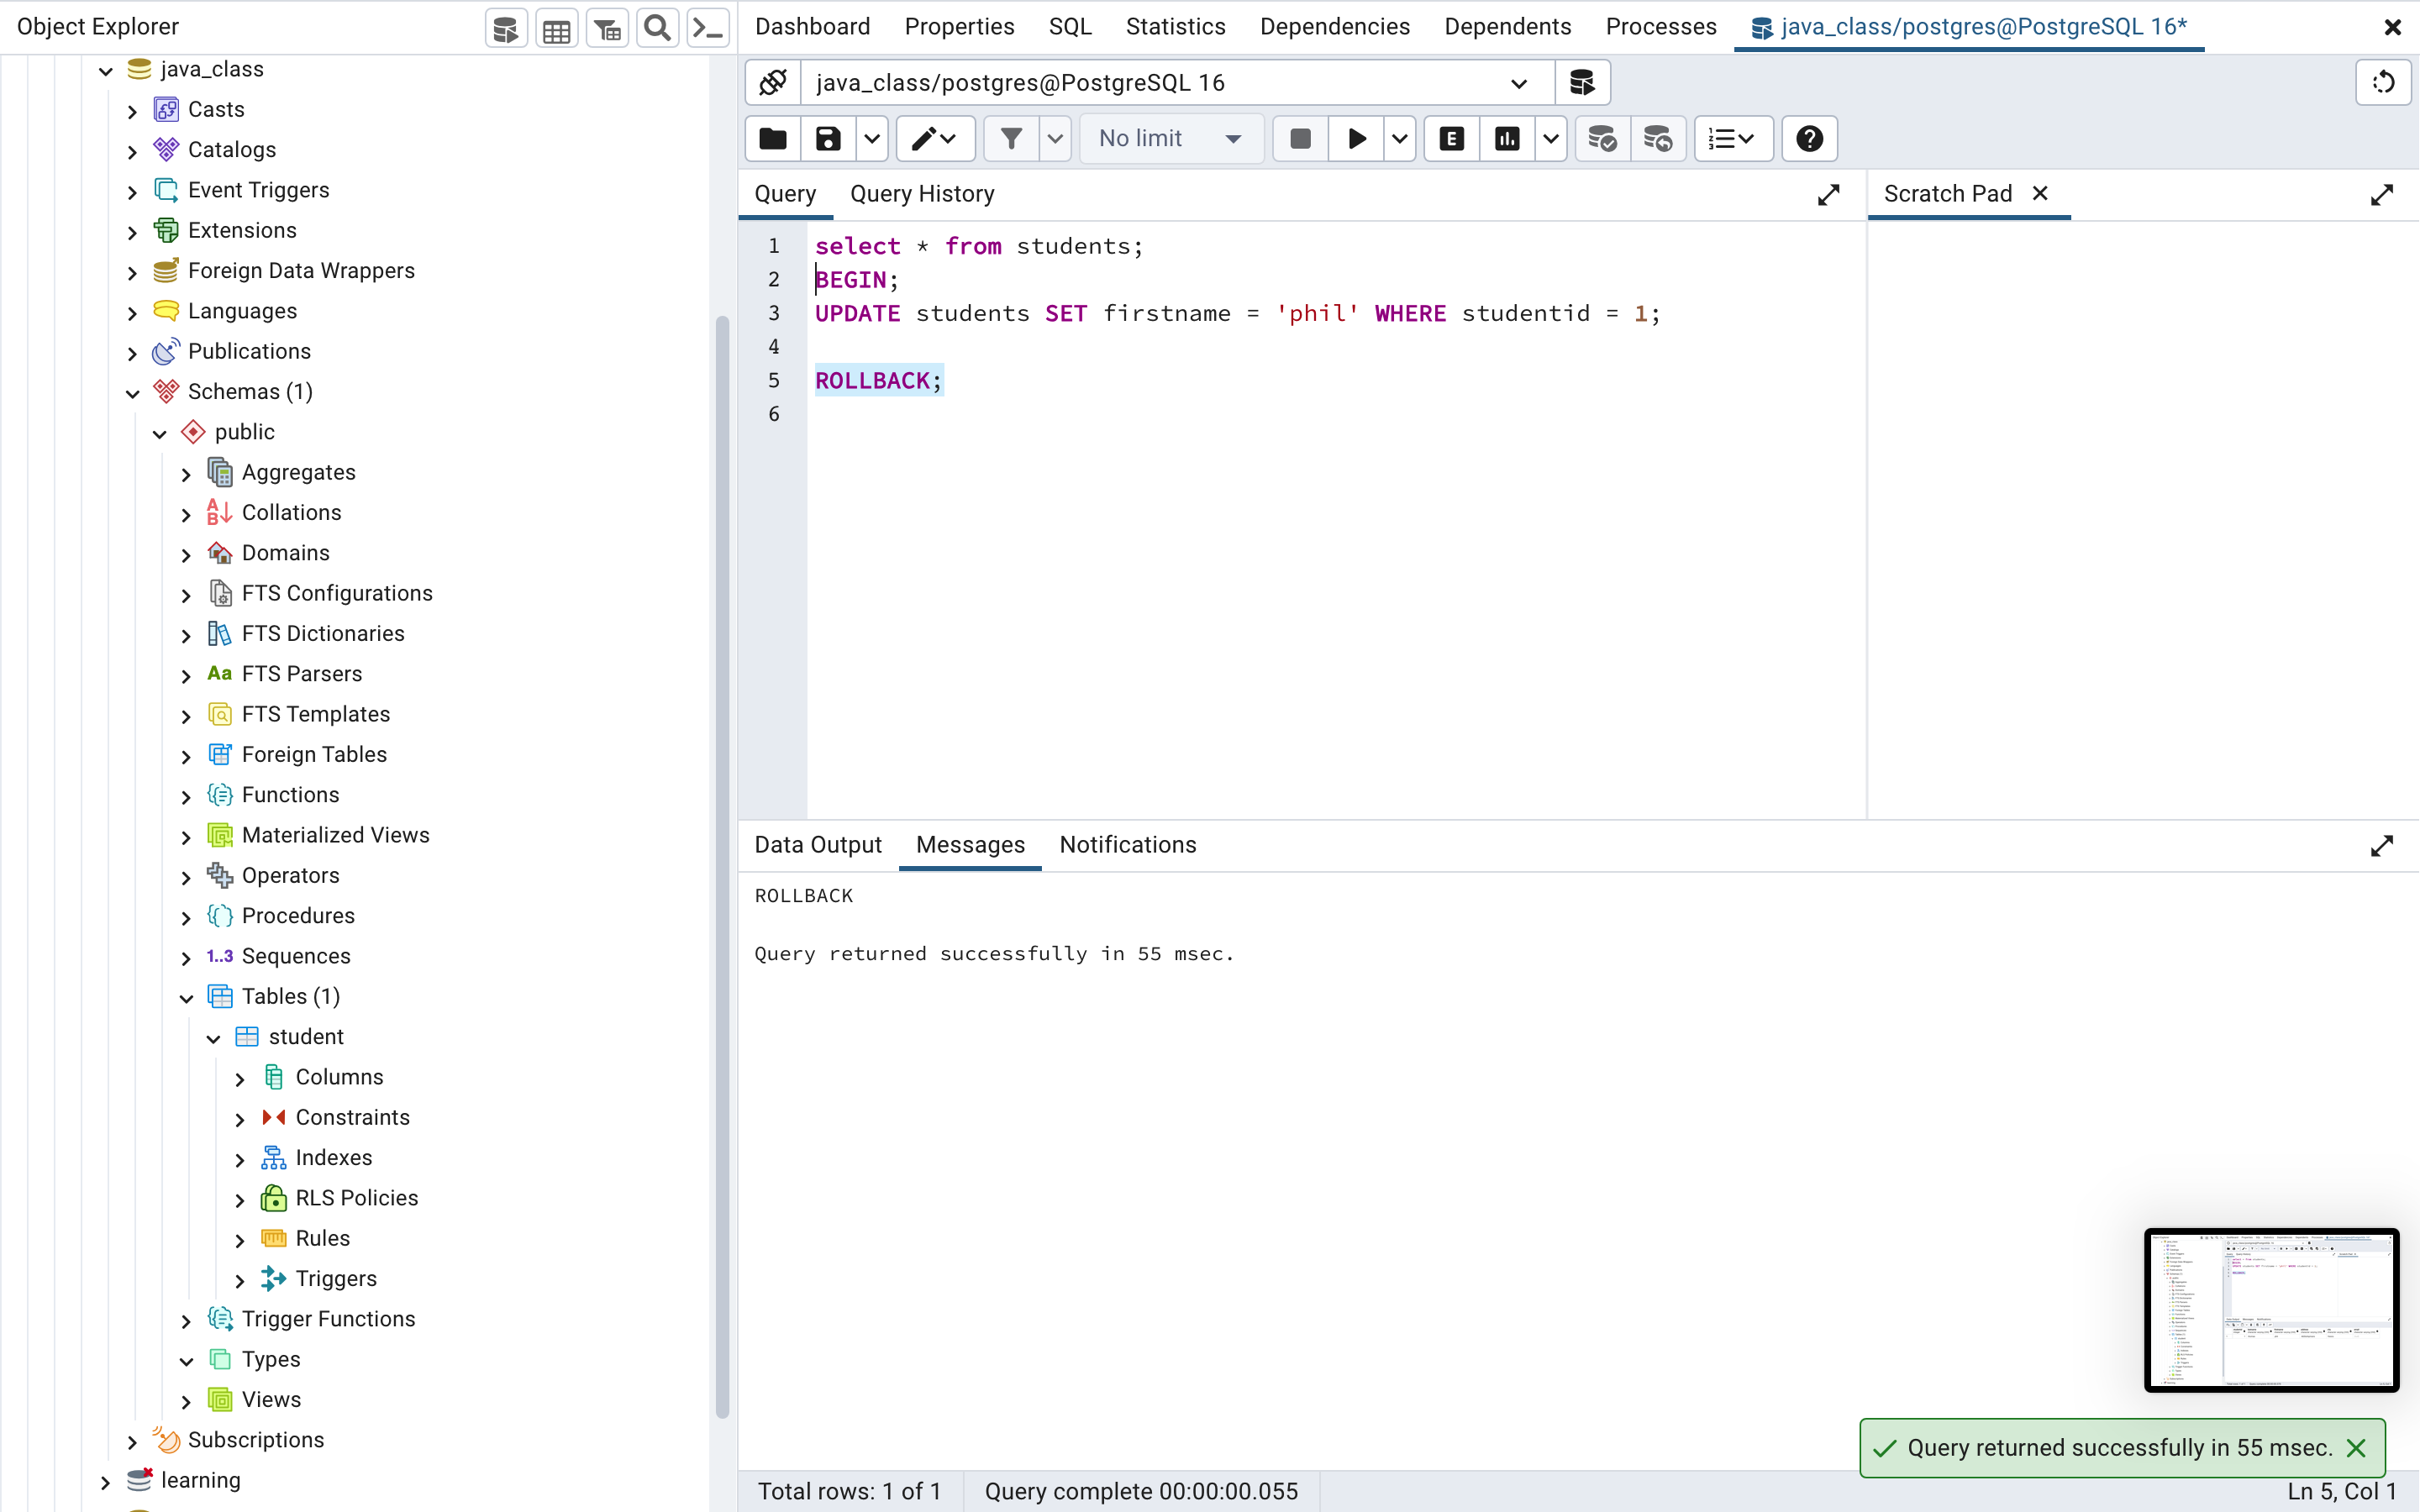 Object Explorer
java_class
Casts
Catalogs
Event Triggers
Extensions
Foreign Data Wrappers
Languages
Publications
Schemas (1)
public
Aggregates
Collations
Domains
FTS Configurations
FTS Dictionaries
Aa FTS Parsers
FTS Templates
Foreign Tables
Functions
Materialized Views
Operators
Procedures
1..3 Sequences
Tables (1)
student
Columns
Constraints
Indexes
RLS Policies
Rules
Triggers
Trigger Functions
Types
Views
Subscriptions
learning
Dashboard Properties SQL Statistics Dependencies Dependents Processes java_class/postgres@PostgreSQL 16*
java_class/postgres@PostgreSQL 16
No limit E
Query Query History
Scratch Pad
1 select * from students;
2 BEGIN;
3 UPDATE students SET firstname = 'phil' WHERE studentid = 1;
4
5 ROLLBACK;
6
Data Output Messages Notifications
ROLLBACK
Query returned successfully in 55 msec.
Query returned successfully in 55 msec.
Total rows: 1 of 1 Query complete 00:00:00.055 Ln 5, Col 1